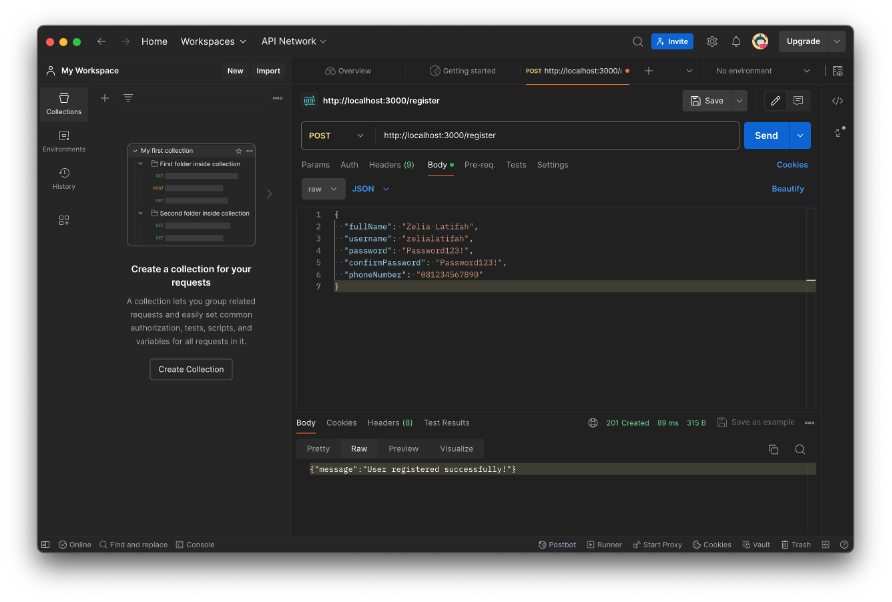 Home Workspaces API Network Invite Upgrade
My Workspace New Import Overview Getting started POST http://localhost:3000/ No environment
Collections
Environments
History
My first collection
First folder inside collection
GET
POST
GET
Second folder inside collection
GET
GET
Create a collection for your
requests
A collection lets you group related
requests and easily set common
authorization, tests, scripts, and
variables for all requests in it.
Create Collection
HTTP http://localhost:3000/register Save
POST http://localhost:3000/register Send
Params Auth Headers (9) Body Pre-req. Tests Settings Cookies
raw JSON Beautify
1 {
2 "fullName": "Zelia Latifah",
3 "username": "zelialatifah",
4 "password": "Password123!",
5 "confirmPassword": "Password123!",
6 "phoneNumber": "081234567890"
7 }
Body Cookies Headers (8) Test Results 201 Created 69 ms 315 B Save as example
Pretty Raw Preview Visualize
{"message":"User registered successfully!"}
Online Find and replace Console Postbot Runner Start Proxy Cookies Vault Trash